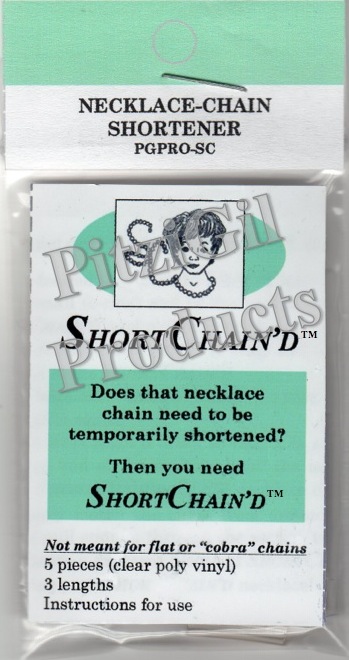 NECKLACE-CHAIN
SHORTENER
PGPRO-SC
PitziGil
Products
SHORTCHAIN'D™
Does that necklace
chain need to be
temporarily shortened?
Then you need
SHORTCHAIN'D™
Not meant for flat or "cobra" chains
5 pieces (clear poly vinyl)
3 lengths
Instructions for use